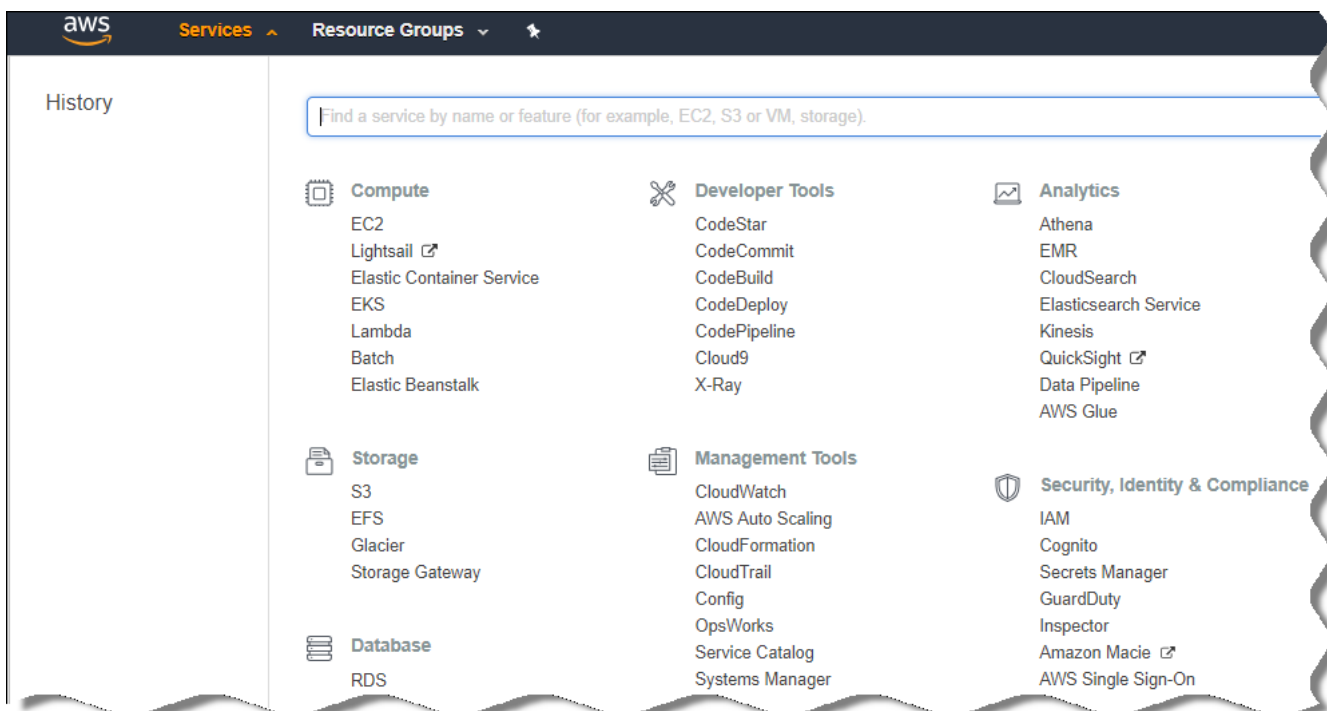 aws Services Resource Groups
History
Find a service by name or feature (for example, EC2, S3 or VM, storage).
Compute
EC2
Lightsail
Elastic Container Service
EKS
Lambda
Batch
Elastic Beanstalk
Storage
S3
EFS
Glacier
Storage Gateway
Database
RDS
Developer Tools
CodeStar
CodeCommit
CodeBuild
CodeDeploy
CodePipeline
Cloud9
X-Ray
Management Tools
CloudWatch
AWS Auto Scaling
CloudFormation
CloudTrail
Config
OpsWorks
Service Catalog
Systems Manager
Analytics
Athena
EMR
CloudSearch
Elasticsearch Service
Kinesis
QuickSight
Data Pipeline
AWS Glue
Security, Identity & Compliance
IAM
Cognito
Secrets Manager
GuardDuty
Inspector
Amazon Macie
AWS Single Sign-On